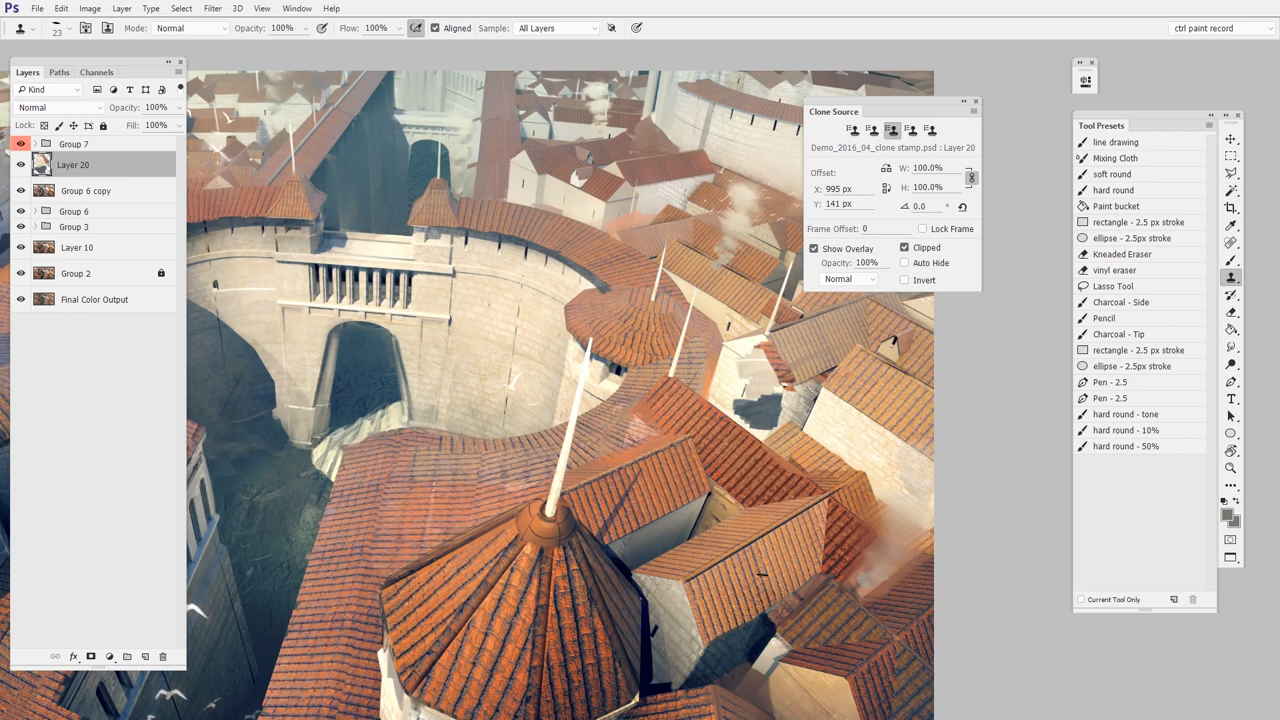 Ps File Edit Image Layer Type Select Filter 3D View Window Help
23 Mode: Normal Opacity: 100% Flow: 100% Aligned Sample: All Layers ctrl paint record
Layers Paths Channels
Kind
Normal Opacity: 100%
Lock: Fill: 100%
Group 7
Layer 20
Group 6 copy
Group 6
Group 3
Layer 10
Group 2
Final Color Output
fx
Clone Source
Demo_2016_04_clone stamp.psd : Layer 20
Offset: W: 100.0%
X: 995 px H: 100.0%
Y: 141 px 0.0 °
Frame Offset: 0 Lock Frame
Show Overlay Clipped
Opacity: 100% Auto Hide
Normal Invert
Tool Presets
line drawing
Mixing Cloth
soft round
hard round
Paint bucket
rectangle - 2.5 px stroke
ellipse - 2.5px stroke
Kneaded Eraser
vinyl eraser
Lasso Tool
Charcoal - Side
Pencil
Charcoal - Tip
rectangle - 2.5 px stroke
ellipse - 2.5px stroke
Pen - 2.5
Pen - 2.5
hard round - tone
hard round - 10%
hard round - 50%
Current Tool Only